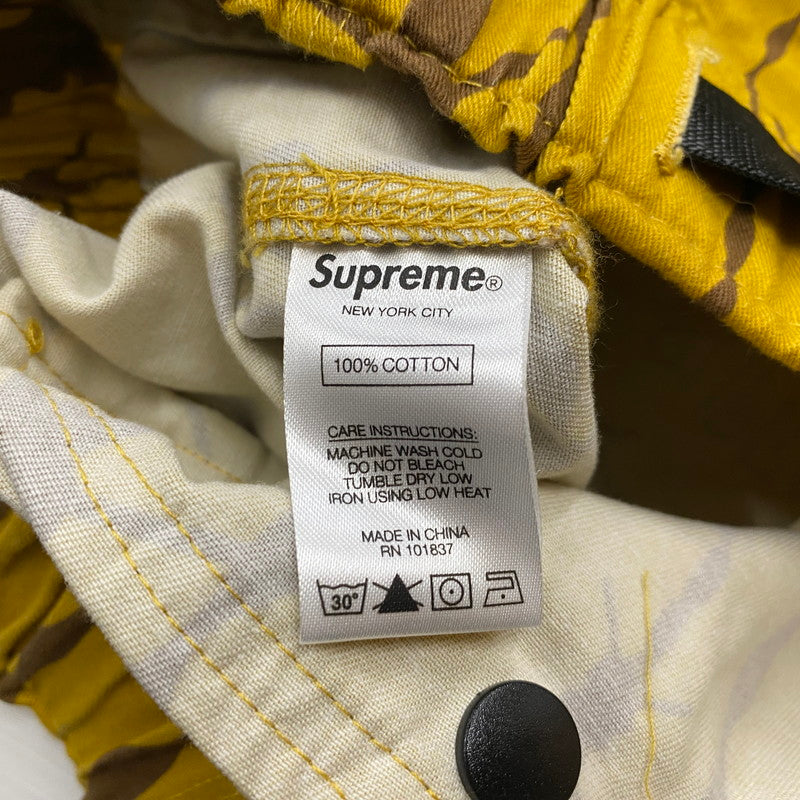 Supreme®
NEW YORK CITY
100% COTTON
CARE INSTRUCTIONS:
MACHINE WASH COLD
DO NOT BLEACH
TUMBLE DRY LOW
IRON USING LOW HEAT
MADE IN CHINA
RN 101837
30°